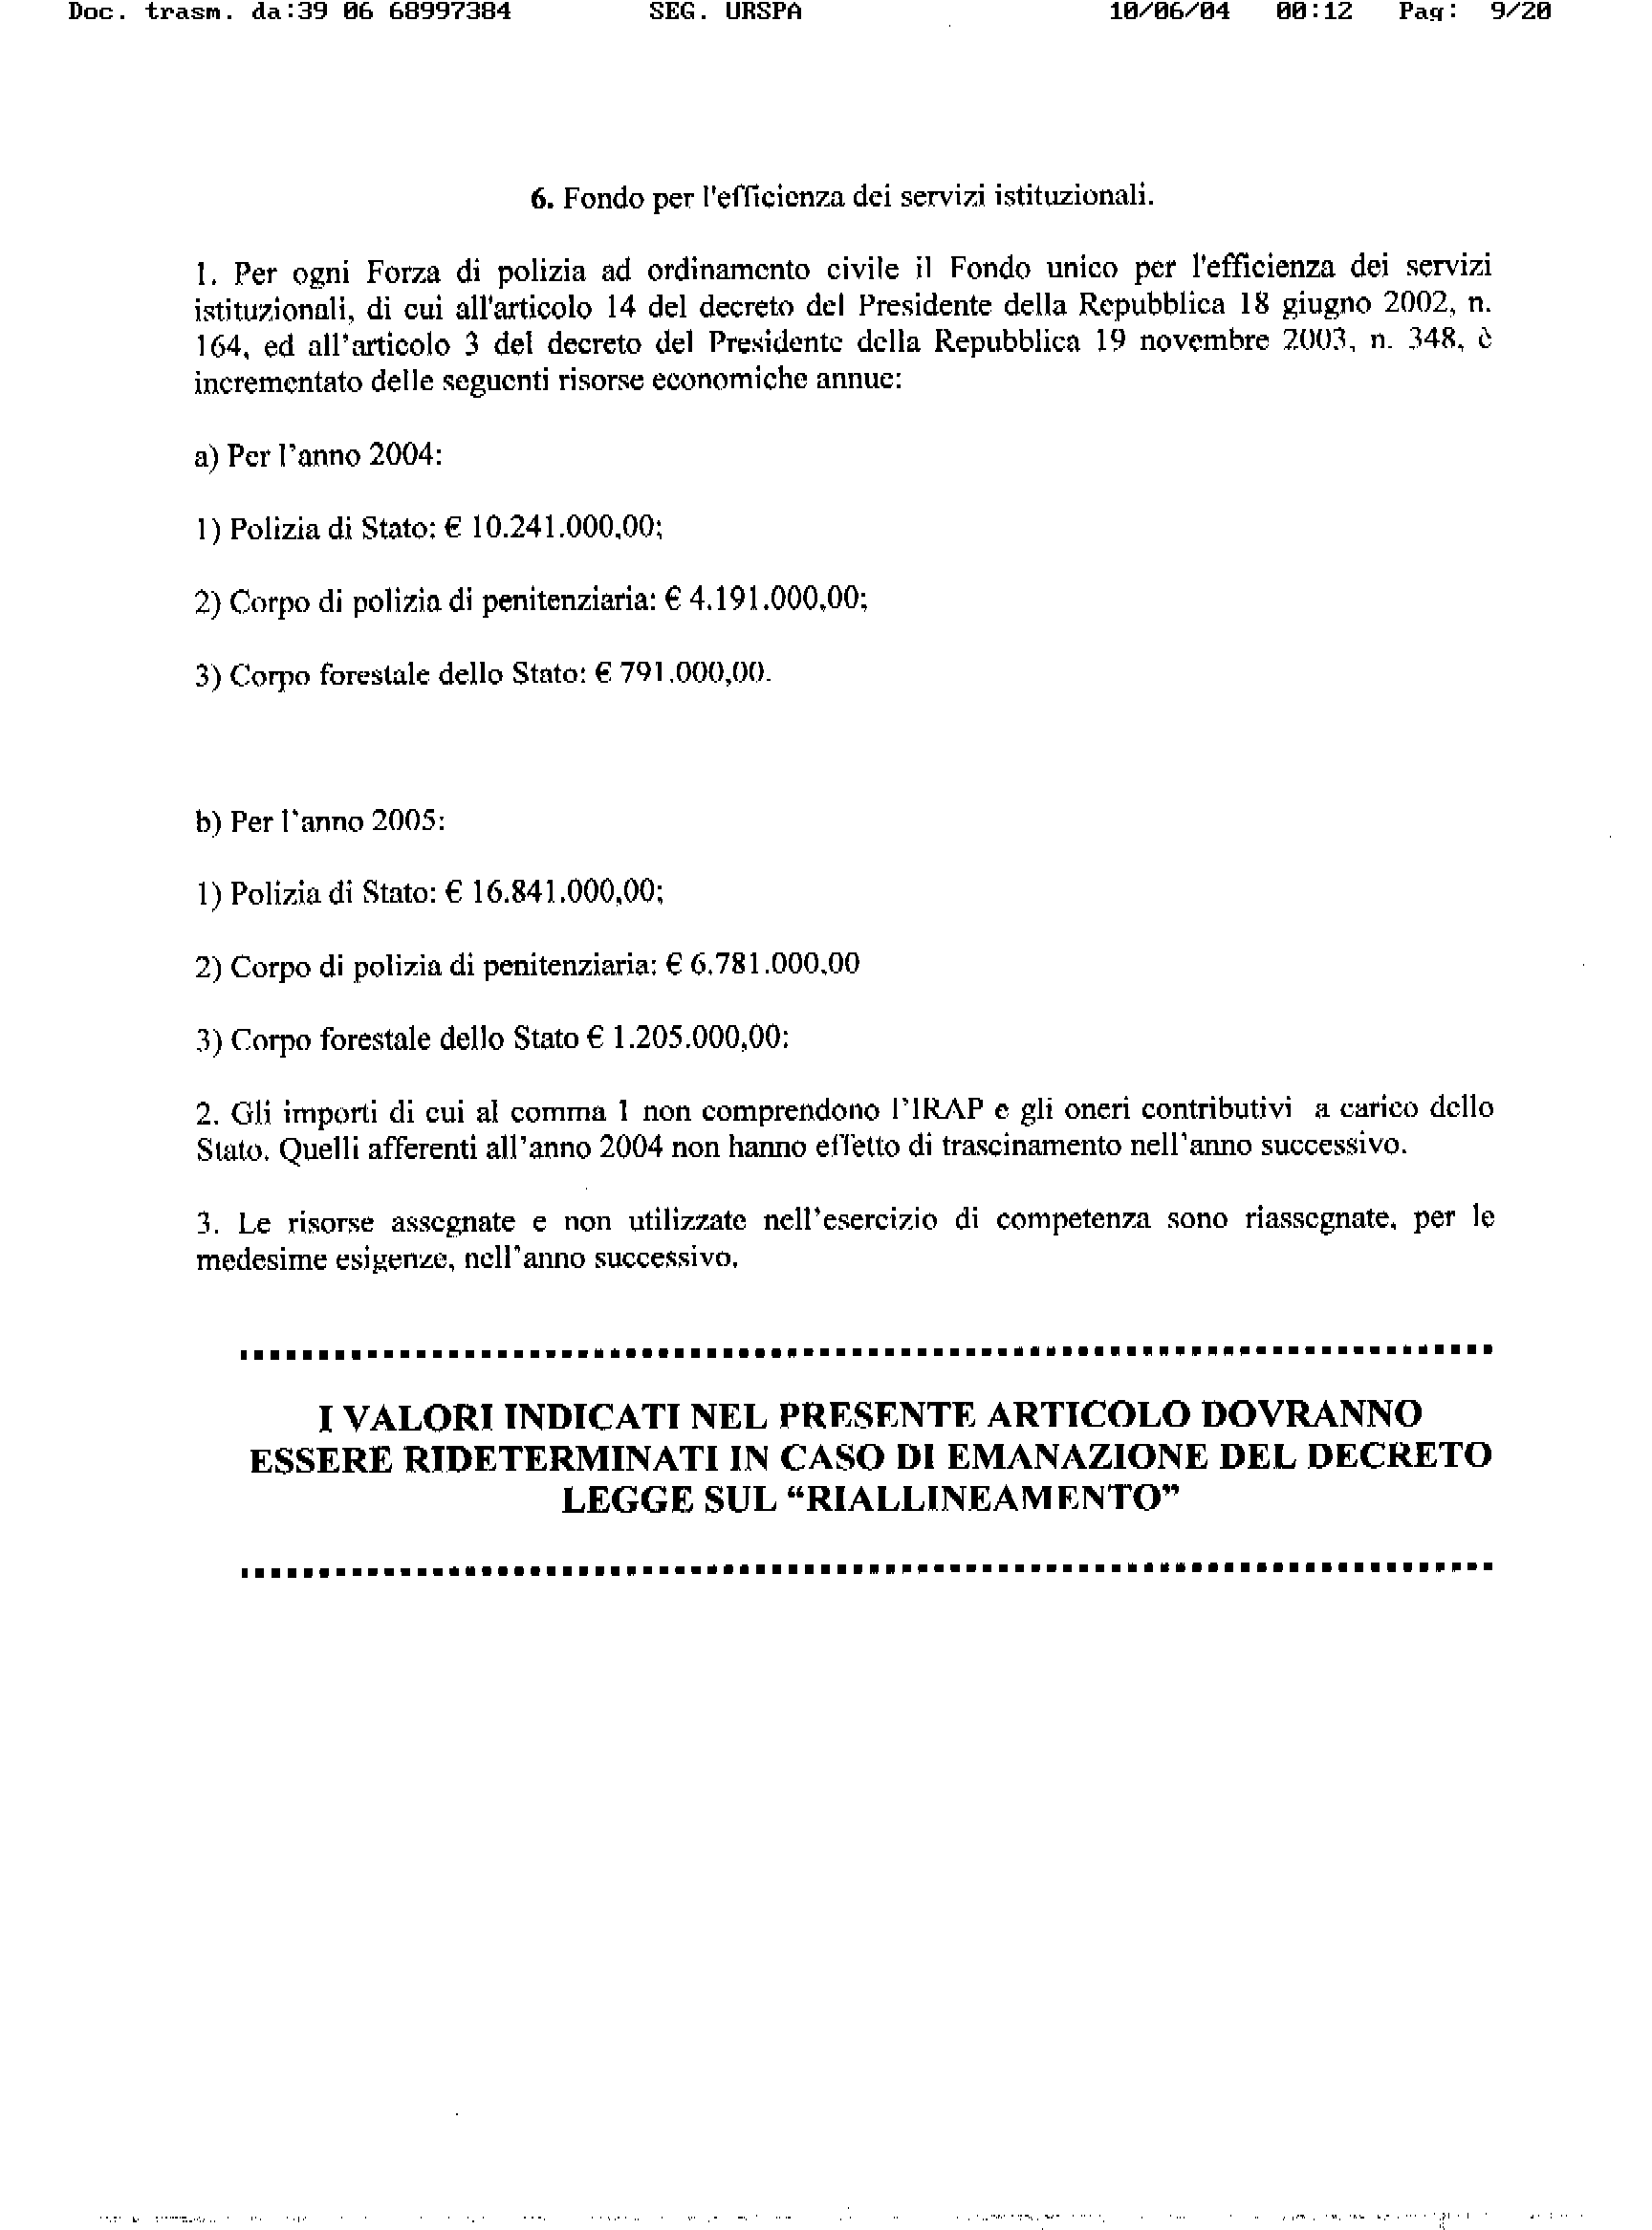 Doc. trasm. da:39 06 68997384 SEG. URSPA 10/06/04 00:12 Pag: 9/20
6. Fondo per l'efficienza dei servizi istituzionali.
1. Per ogni Forza di polizia ad ordinamento civile il Fondo unico per l'efficienza dei servizi
istituzionali, di cui all'articolo 14 del decreto del Presidente della Repubblica 18 giugno 2002, n.
164, ed all'articolo 3 del decreto del Presidente della Repubblica 19 novembre 2003, n. 348, è
incrementato delle seguenti risorse economiche annue:
a) Per l'anno 2004:
1) Polizia di Stato: € 10.241.000,00;
2) Corpo di polizia di penitenziaria: € 4.191.000,00;
3) Corpo forestale dello Stato: € 791.000,00.
b) Per l'anno 2005:
1) Polizia di Stato: € 16.841.000,00;
2) Corpo di polizia di penitenziaria: € 6.781.000,00
3) Corpo forestale dello Stato € 1.205.000,00:
2. Gli importi di cui al comma 1 non comprendono l'IRAP e gli oneri contributivi a carico dello
Stato. Quelli afferenti all'anno 2004 non hanno effetto di trascinamento nell'anno successivo.
3. Le risorse assegnate e non utilizzate nell'esercizio di competenza sono riassegnate, per le
medesime esigenze, nell'anno successivo.
I VALORI INDICATI NEL PRESENTE ARTICOLO DOVRANNO
ESSERE RIDETERMINATI IN CASO DI EMANAZIONE DEL DECRETO
LEGGE SUL “RIALLINEAMENTO”